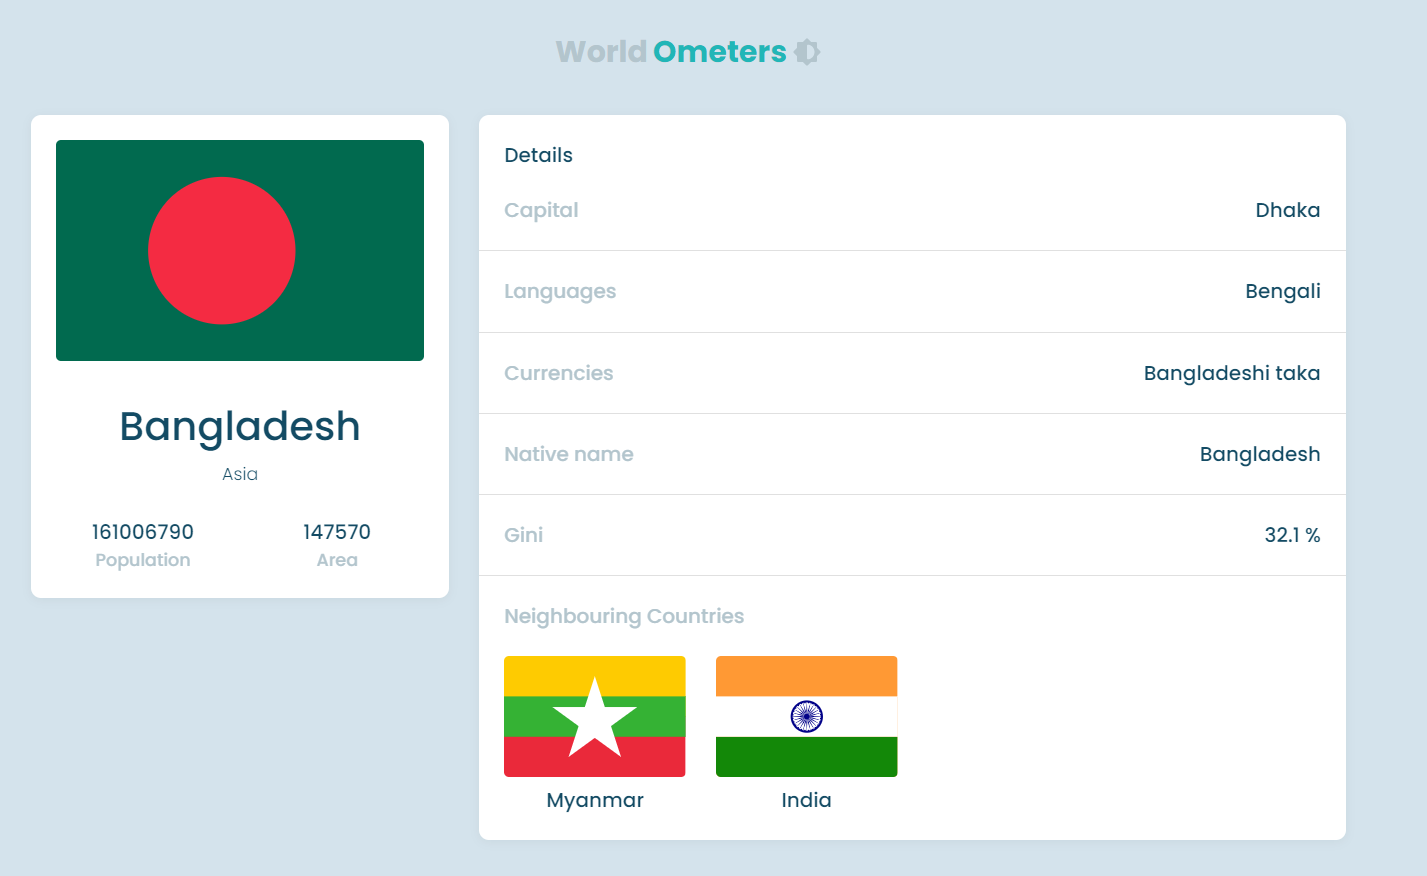 World Ometers
Bangladesh
Asia
161006790 147570
Population Area
Details
Capital Dhaka
Languages Bengali
Currencies Bangladeshi taka
Native name Bangladesh
Gini 32.1 %
Neighbouring Countries
Myanmar India